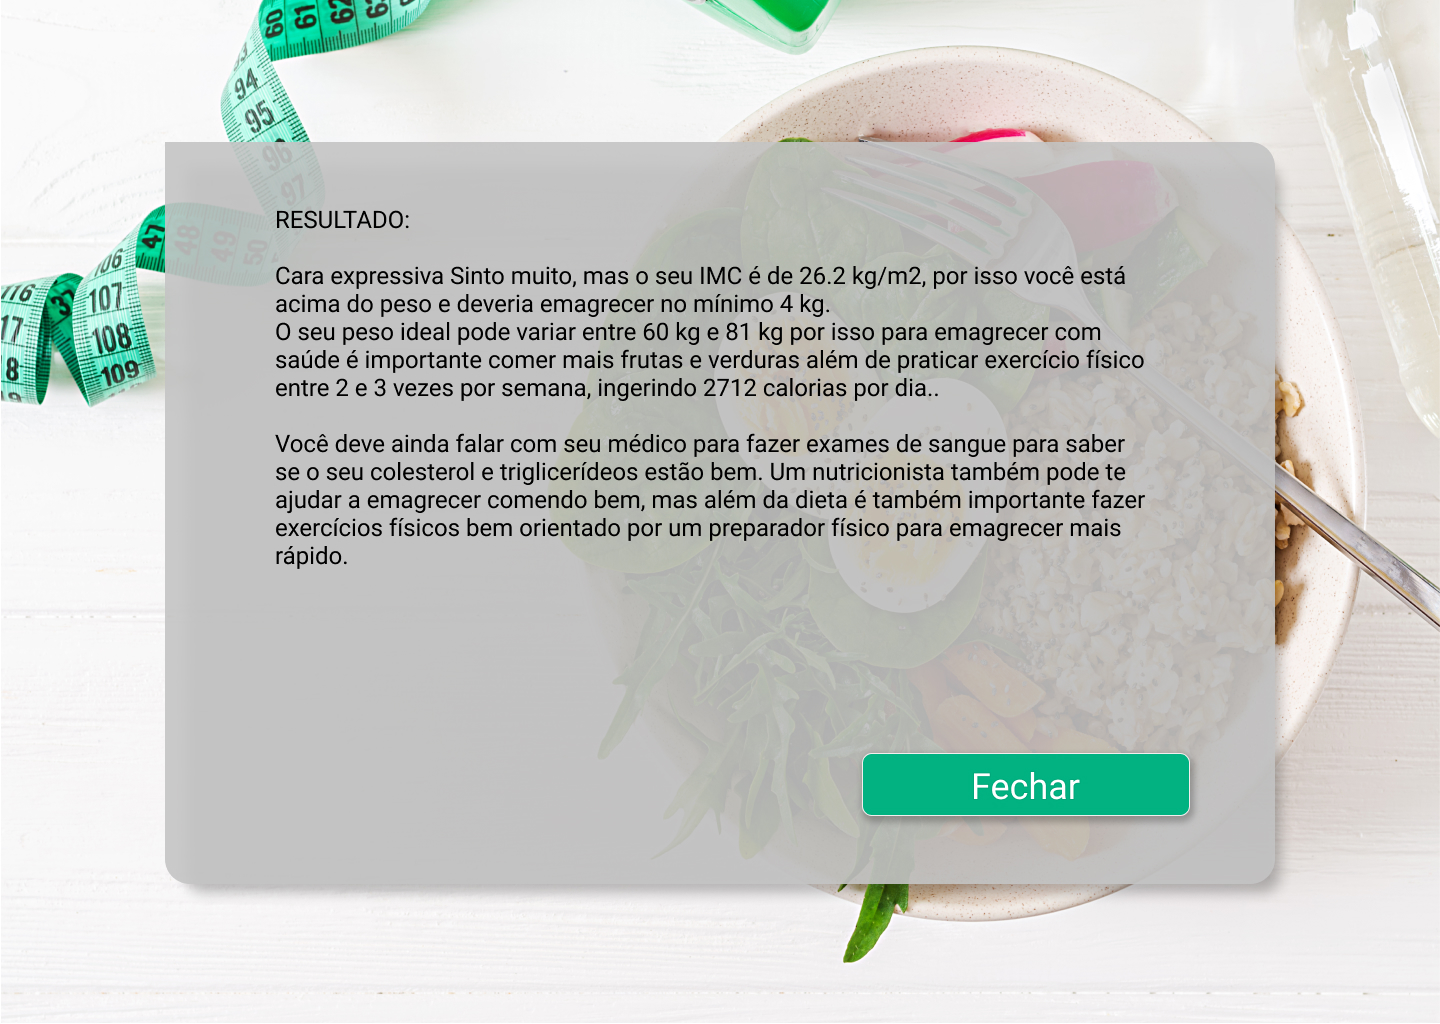 60 61 62 63
94
95
96
97
47 48 49 50
106
107
108
109
116
17
8
RESULTADO:
Cara expressiva Sinto muito, mas o seu IMC é de 26.2 kg/m2, por isso você está
acima do peso e deveria emagrecer no mínimo 4 kg.
O seu peso ideal pode variar entre 60 kg e 81 kg por isso para emagrecer com
saúde é importante comer mais frutas e verduras além de praticar exercício físico
entre 2 e 3 vezes por semana, ingerindo 2712 calorias por dia..
Você deve ainda falar com seu médico para fazer exames de sangue para saber
se o seu colesterol e triglicerídeos estão bem. Um nutricionista também pode te
ajudar a emagrecer comendo bem, mas além da dieta é também importante fazer
exercícios físicos bem orientado por um preparador físico para emagrecer mais
rápido.
Fechar